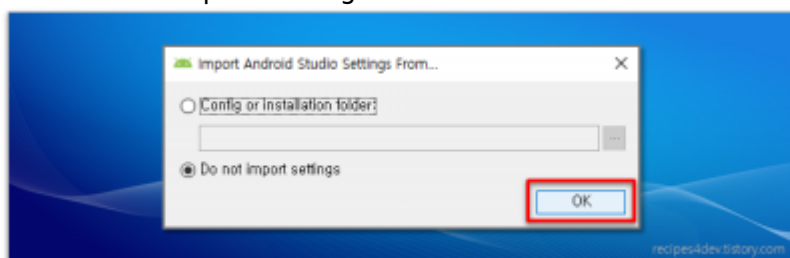 Import Android Studio Settings From...
Config or installation folder:
...
Do not import settings
OK
recipes4dev.tistory.com